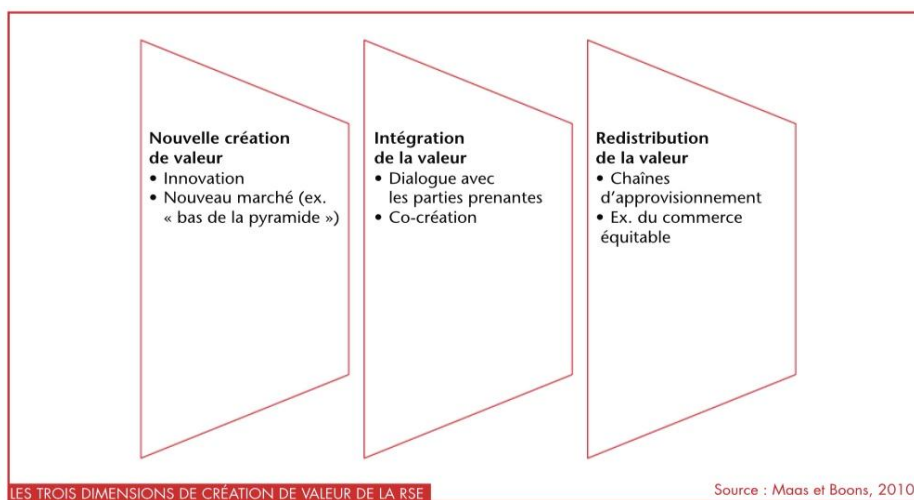 Nouvelle création
de valeur
• Innovation
• Nouveau marché (ex.
« bas de la pyramide »)
Intégration
de la valeur
• Dialogue avec
les parties prenantes
• Co-création
Redistribution
de la valeur
• Chaînes
d’approvisionnement
• Ex. du commerce
équitable
LES TROIS DIMENSIONS DE CRÉATION DE VALEUR DE LA RSE
Source : Maas et Boons, 2010